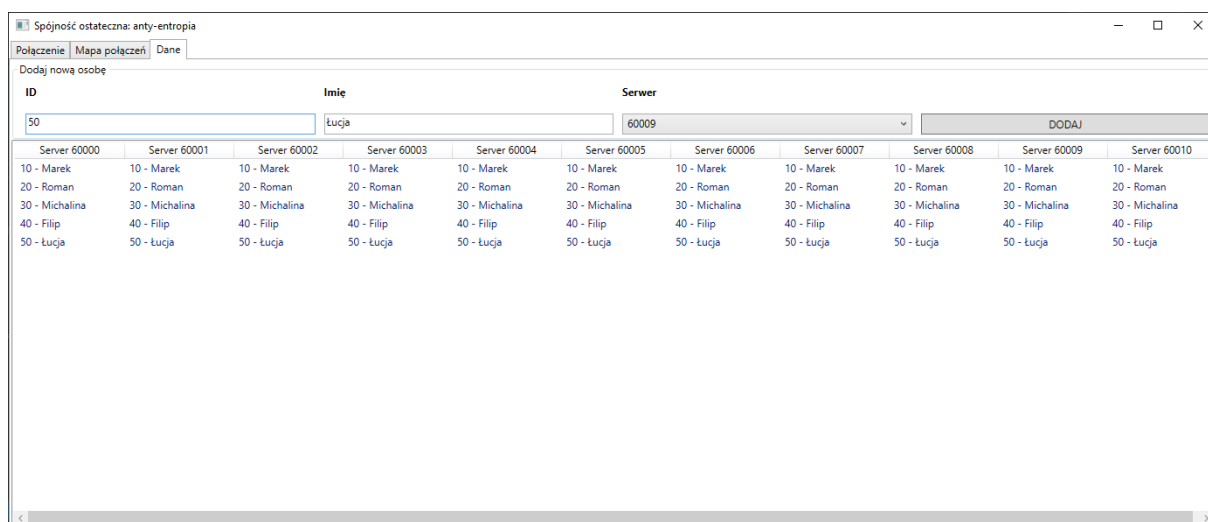 Spójność ostateczna: anty-entropia
Połączenie Mapa połączeń Dane
Dodaj nową osobę
ID Imię Serwer
50 Łucja 60009 DODAJ
Server 60000 Server 60001 Server 60002 Server 60003 Server 60004 Server 60005 Server 60006 Server 60007 Server 60008 Server 60009 Server 60010
10 - Marek 10 - Marek 10 - Marek 10 - Marek 10 - Marek 10 - Marek 10 - Marek 10 - Marek 10 - Marek 10 - Marek 10 - Marek
20 - Roman 20 - Roman 20 - Roman 20 - Roman 20 - Roman 20 - Roman 20 - Roman 20 - Roman 20 - Roman 20 - Roman 20 - Roman
30 - Michalina 30 - Michalina 30 - Michalina 30 - Michalina 30 - Michalina 30 - Michalina 30 - Michalina 30 - Michalina 30 - Michalina 30 - Michalina 30 - Michalina
40 - Filip 40 - Filip 40 - Filip 40 - Filip 40 - Filip 40 - Filip 40 - Filip 40 - Filip 40 - Filip 40 - Filip 40 - Filip
50 - Łucja 50 - Łucja 50 - Łucja 50 - Łucja 50 - Łucja 50 - Łucja 50 - Łucja 50 - Łucja 50 - Łucja 50 - Łucja 50 - Łucja